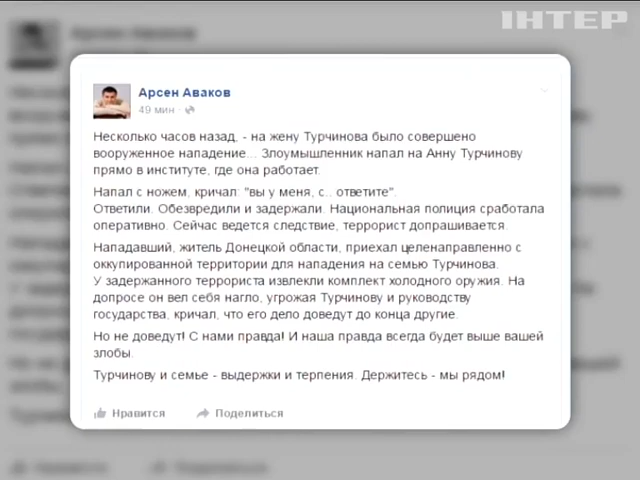 ІНТЕР
Арсен Аваков
49 мин ·
Несколько часов назад, - на жену Турчинова было совершено
вооруженное нападение... Злоумышленник напал на Анну Турчинову
прямо в институте, где она работает.
Напал с ножем, кричал: "вы у меня, с.. ответите".
Ответили. Обезвредили и задержали. Национальная полиция сработала
оперативно. Сейчас ведется следствие, террорист допрашивается.
Нападавший, житель Донецкой области, приехал целенаправленно с
оккупированной территории для нападения на семью Турчинова.
У задержанного террориста извлекли комплект холодного оружия. На
допросе он вел себя нагло, угрожая Турчинову и руководству
государства, кричал, что его дело доведут до конца другие.
Но не доведут! С нами правда! И наша правда всегда будет выше вашей
злобы.
Турчинову и семье - выдержки и терпения. Держитесь - мы рядом!
Нравится
Поделиться